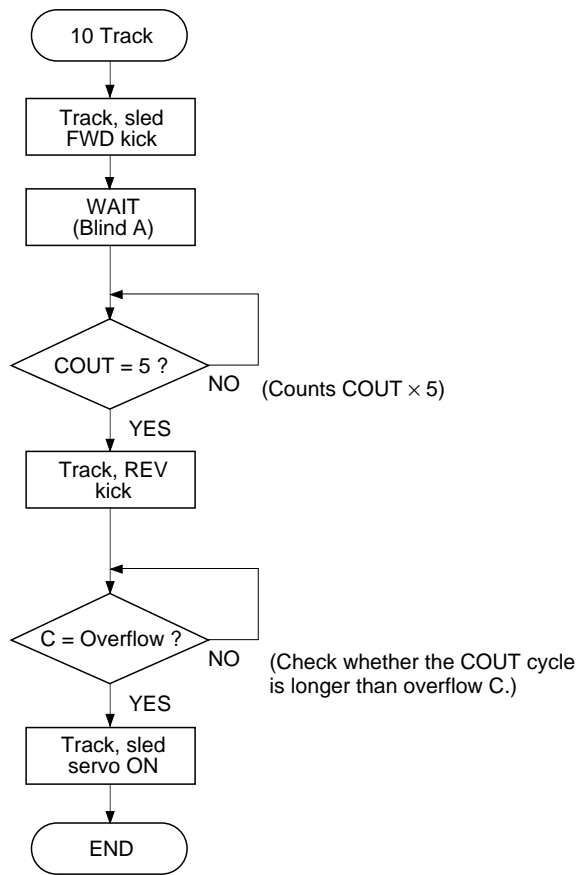 10 Track
Track, sled
FWD kick
WAIT
(Blind A)
COUT = 5 ?
NO
(Counts COUT × 5)
YES
Track, REV
kick
C = Overflow ?
NO
(Check whether the COUT cycle
is longer than overflow C.)
YES
Track, sled
servo ON
END